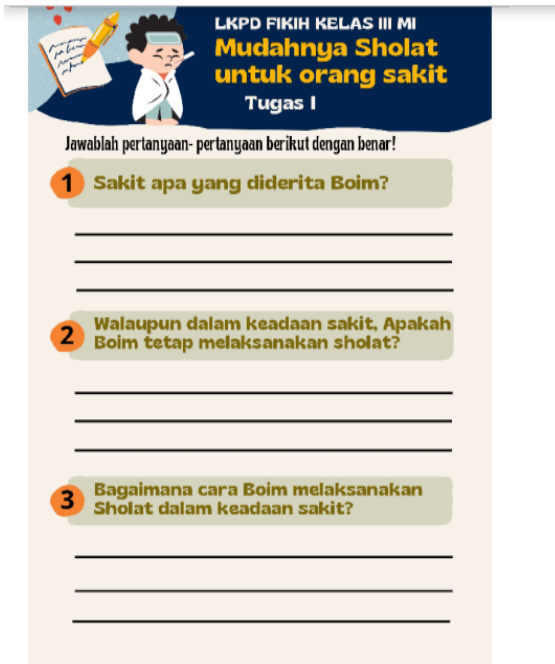 LKPD FIKIH KELAS III MI
Mudahnya Sholat
untuk orang sakit
Tugas I
Jawablah pertanyaan- pertanyaan berikut dengan benar!
1 Sakit apa yang diderita Boim?
2 Walaupun dalam keadaan sakit, Apakah
Boim tetap melaksanakan sholat?
3 Bagaimana cara Boim melaksanakan
Sholat dalam keadaan sakit?